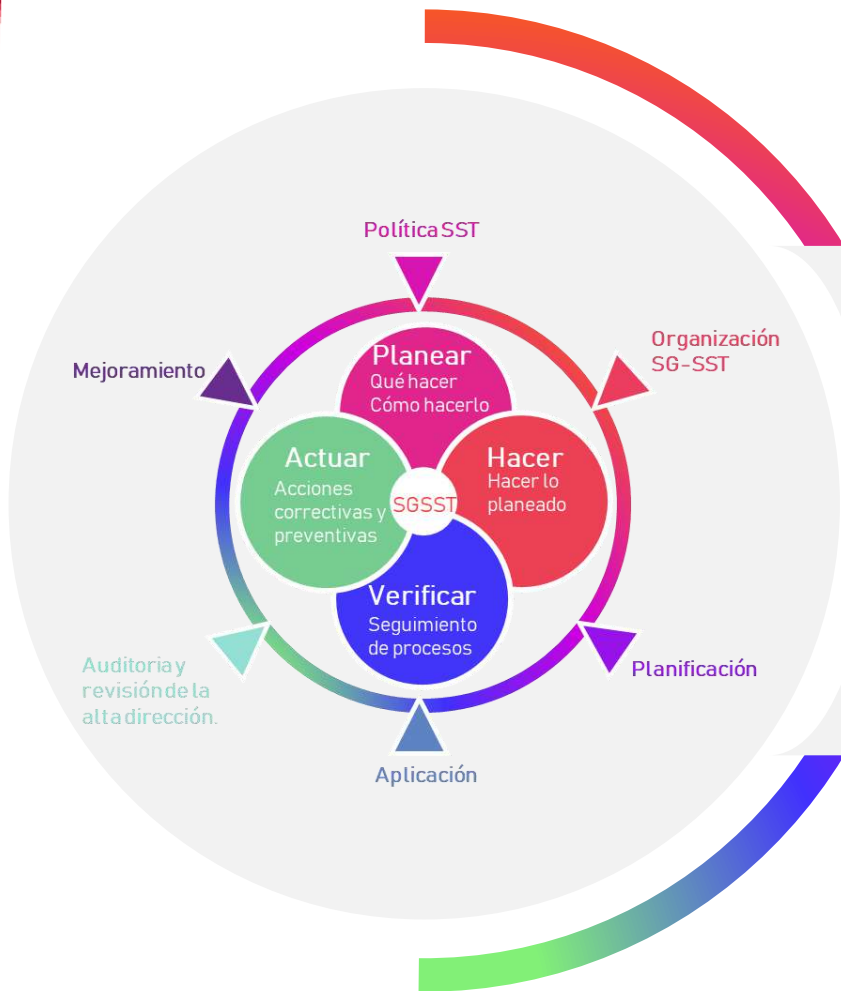 Política SST
Organización
SG-SST
Mejoramiento
Planear
Qué hacer
Cómo hacerlo
Actuar
Acciones
correctivas y
preventivas
SGSST
Hacer
Hacer lo
planeado
Verificar
Seguimiento
de procesos
Auditoria y
revisión de la
alta dirección.
Planificación
Aplicación